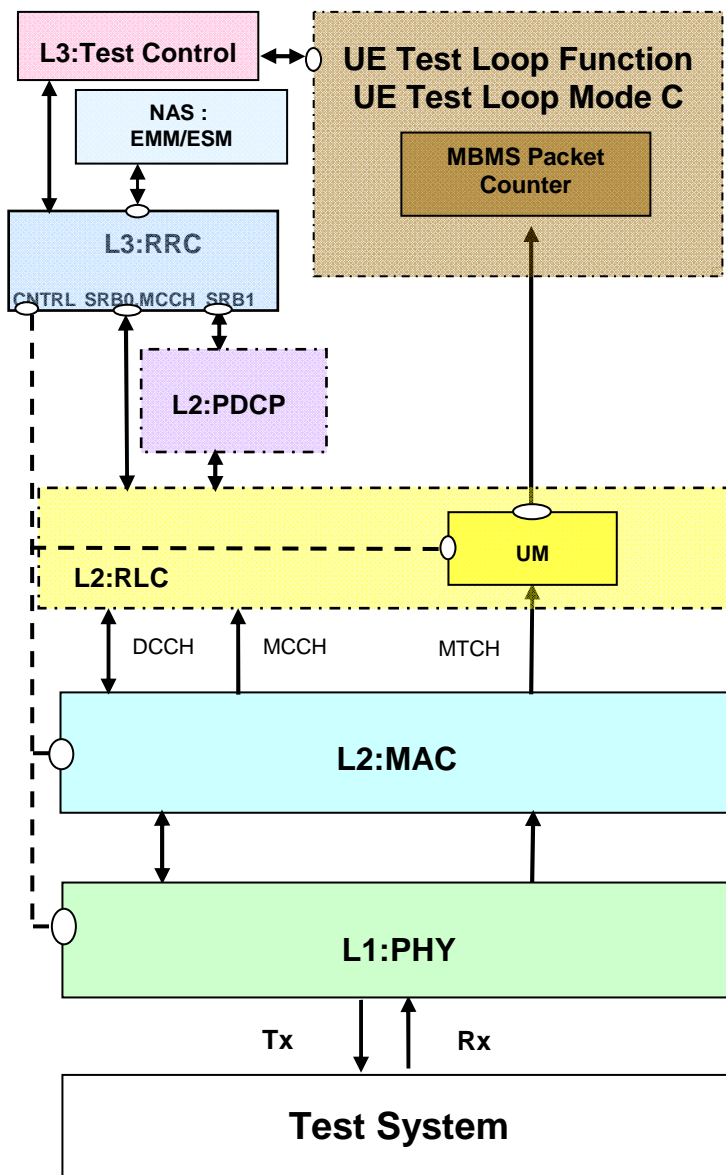 L3:Test Control
UE Test Loop Function
UE Test Loop Mode C
NAS :
EMM/ESM
MBMS Packet
Counter
L3:RRC
CNTRL SRB0,MCCH SRB1
L2:PDCP
UM
L2:RLC
DCCH
MCCH
MTCH
L2:MAC
L1:PHY
Tx
Rx
Test System